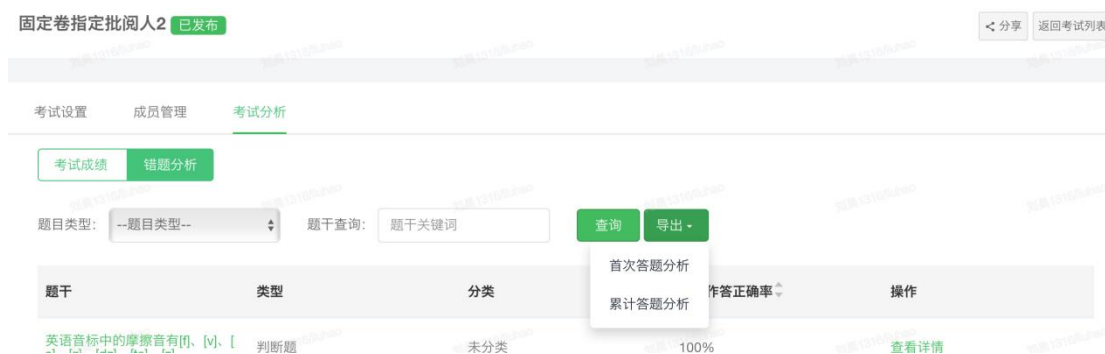 固定卷指定批阅人2 已发布
分享 返回考试列表
考试设置 成员管理 考试分析
考试成绩 错题分析
题目类型: --题目类型-- 题干查询: 题干关键词 查询 导出
首次答题分析
累计答题分析
题干 类型 分类 作答正确率 操作
英语音标中的摩擦音有[f]、[v]、[
判断题 未分类 100% 查看详情